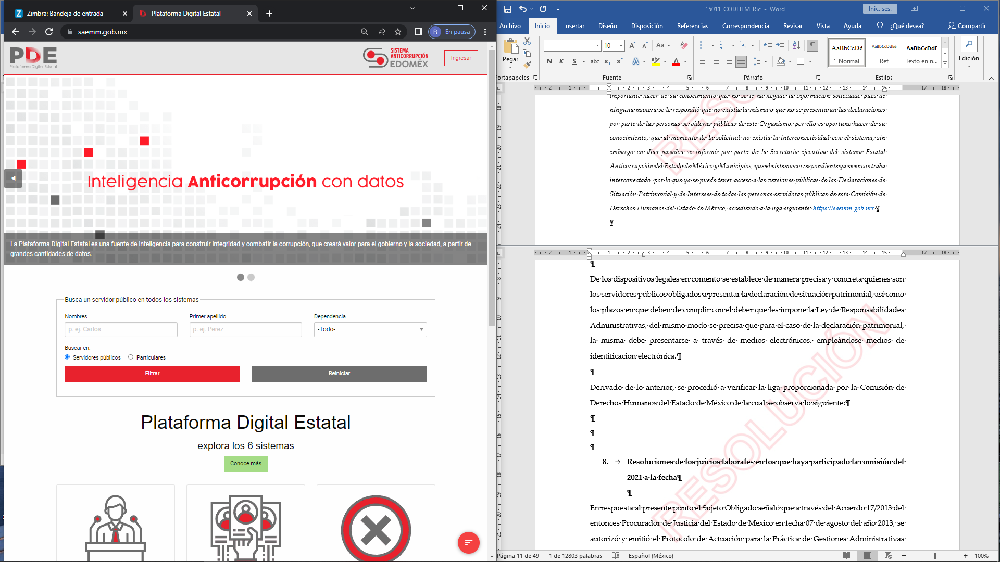 Zimbra: Bandeja de entrada
Plataforma Digital Estatal
saemm.gob.mx
R En pausa
PDE
Plataforma Digital Estatal
SISTEMA
ANTICORRUPCIÓN
EDOMÉX
Ingresar
Inteligencia Anticorrupción con datos
La Plataforma Digital Estatal es una fuente de inteligencia para construir integridad y combatir la corrupción, que creará valor para el gobierno y la sociedad, a partir de
grandes cantidades de datos.
Busca un servidor público en todos los sistemas
Nombres Primer apellido Dependencia
p. ej. Carlos p. ej. Perez -Todo-
Buscar en:
Servidores públicos Particulares
Filtrar Reiniciar
Plataforma Digital Estatal
explora los 6 sistemas
Conoce más
15011_CODHEM_Ric - Word
Inic. ses.
Archivo Inicio Insertar Diseño Disposición Referencias Correspondencia Revisar Vista Ayuda ¿Qué desea? Compartir
Pegar
10
N K S abc x₂ x²
AaBbCcDd AaBbCcDdEe AaBbCcDdE
¶ Normal Ref Texto en n...
Edición
Portapapeles Fuente Párrafo Estilos
importante hacer de su conocimiento que no se le ha negado la información solicitada, pues de
ninguna manera se le respondió que no existía la misma o que no se presentaran las declaraciones
por parte de las personas servidoras públicas de este Organismo, por ello es oportuno hacer de su
conocimiento, que al momento de la solicitud no existía la interconectividad con el sistema, sin
embargo en días pasados se informó por parte de la Secretaría ejecutiva del sistema Estatal
Anticorrupción del Estado de México y Municipios, que el sistema correspondiente ya se encontraba
interconectado, por lo que ya se puede tener acceso a las versiones públicas de las Declaraciones de
Situación Patrimonial y de Intereses de todas las personas servidoras públicas de esta Comisión de
Derechos Humanos del Estado de México, accediendo a la liga siguiente: https://saemm.gob.mx ¶
¶
¶
De los dispositivos legales en comento se establece de manera precisa y concreta quienes son
los servidores públicos obligados a presentar la declaración de situación patrimonial, así como
los plazos en que deben de cumplir con el deber que les impone la Ley de Responsabilidades
Administrativas, del mismo modo se precisa que para el caso de la declaración patrimonial,
la misma debe presentarse a través de medios electrónicos, empleándose medios de
identificación electrónica.¶
¶
Derivado de lo anterior, se procedió a verificar la liga proporcionada por la Comisión de
Derechos Humanos del Estado de México de la cual se observa lo siguiente:¶
¶
¶
¶
8. → Resoluciones de los juicios laborales en los que haya participado la comisión del
2021 a la fecha¶
¶
En respuesta al presente punto el Sujeto Obligado señaló que a través del Acuerdo 17/2013 del
entonces Procurador de Justicia del Estado de México en fecha 07 de agosto del año 2013, se
autorizó y emitió el Protocolo de Actuación para la Práctica de Gestiones Administrativas
RESOLUCIÓN
Página 11 de 49 1 de 12803 palabras Español (México) 100%